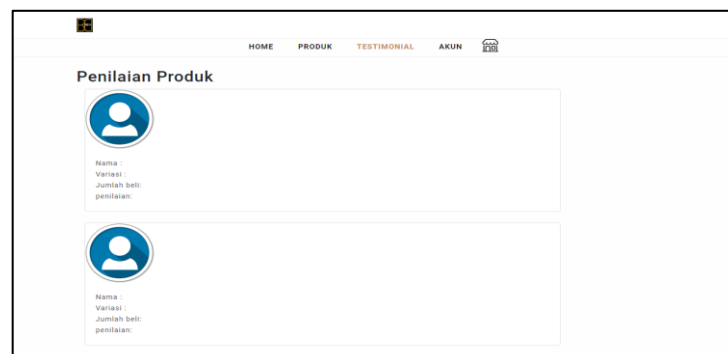 HOME PRODUK TESTIMONIAL AKUN
Penilaian Produk
Nama :
Variasi :
Jumlah beli:
penilaian:
Nama :
Variasi :
Jumlah beli:
penilaian: